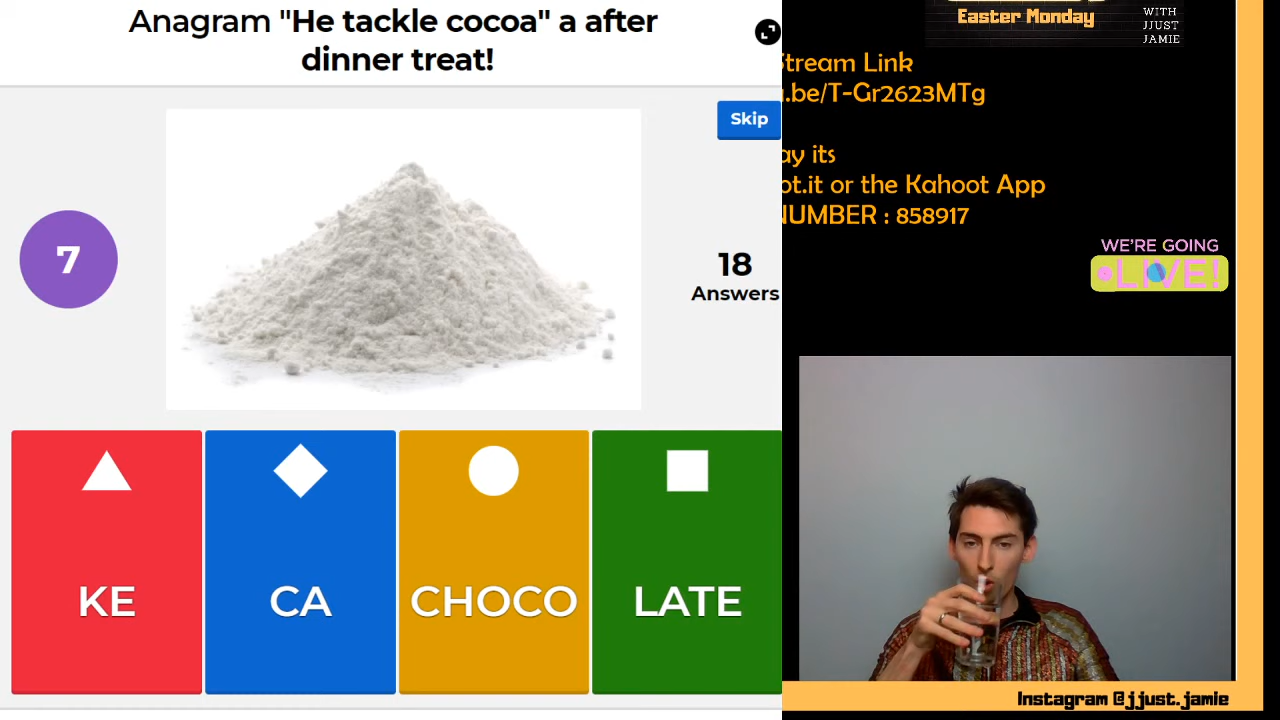 Anagram "He tackle cocoa" a after
dinner treat!
Skip
7
18
Answers
KE
CA
CHOCO
LATE
Easter Monday
WITH
JJUST
JAMIE
Stream Link
.be/T-Gr2623MTg
ay its
ot.it or the Kahoot App
NUMBER : 858917
WE'RE GOING
LIVE!
Instagram @jjust.jamie